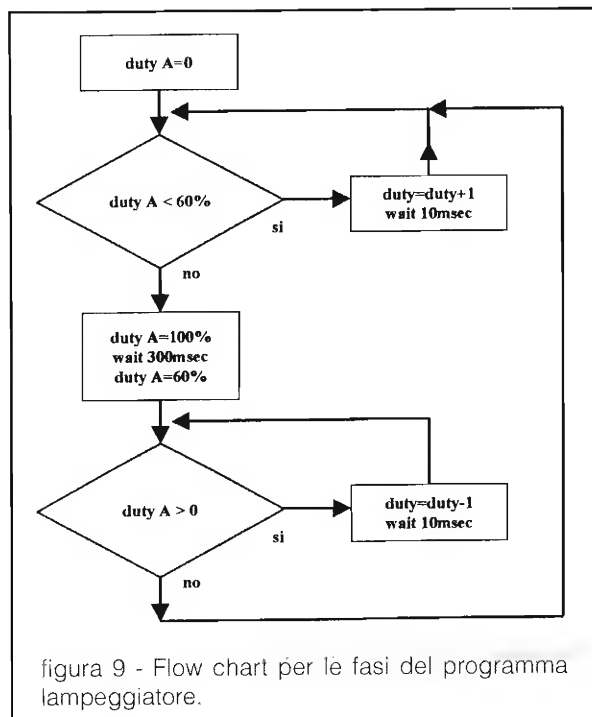 duty A=0
duty A < 60%
si
duty=duty+1
wait 10msec
no
duty A=100%
wait 300msec
duty A=60%
duty A > 0
si
duty=duty-1
wait 10msec
no
figura 9 - Flow chart per le fasi del programma
lampeggiatore.